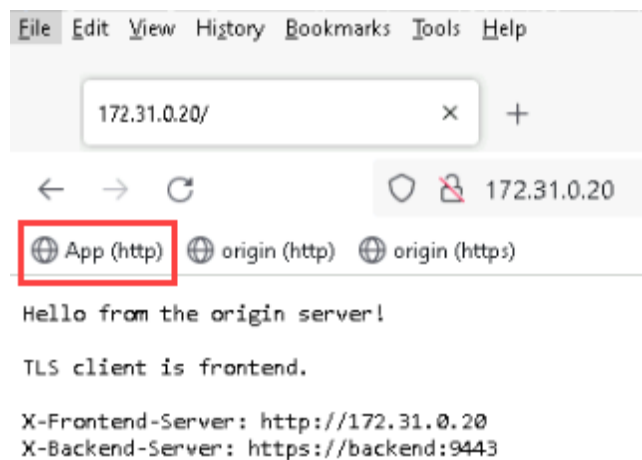 File Edit View History Bookmarks Tools Help
172.31.0.20/
172.31.0.20
App (http) origin (http) origin (https)
Hello from the origin server!
TLS client is frontend.
X-Frontend-Server: http://172.31.0.20
X-Backend-Server: https://backend:9443